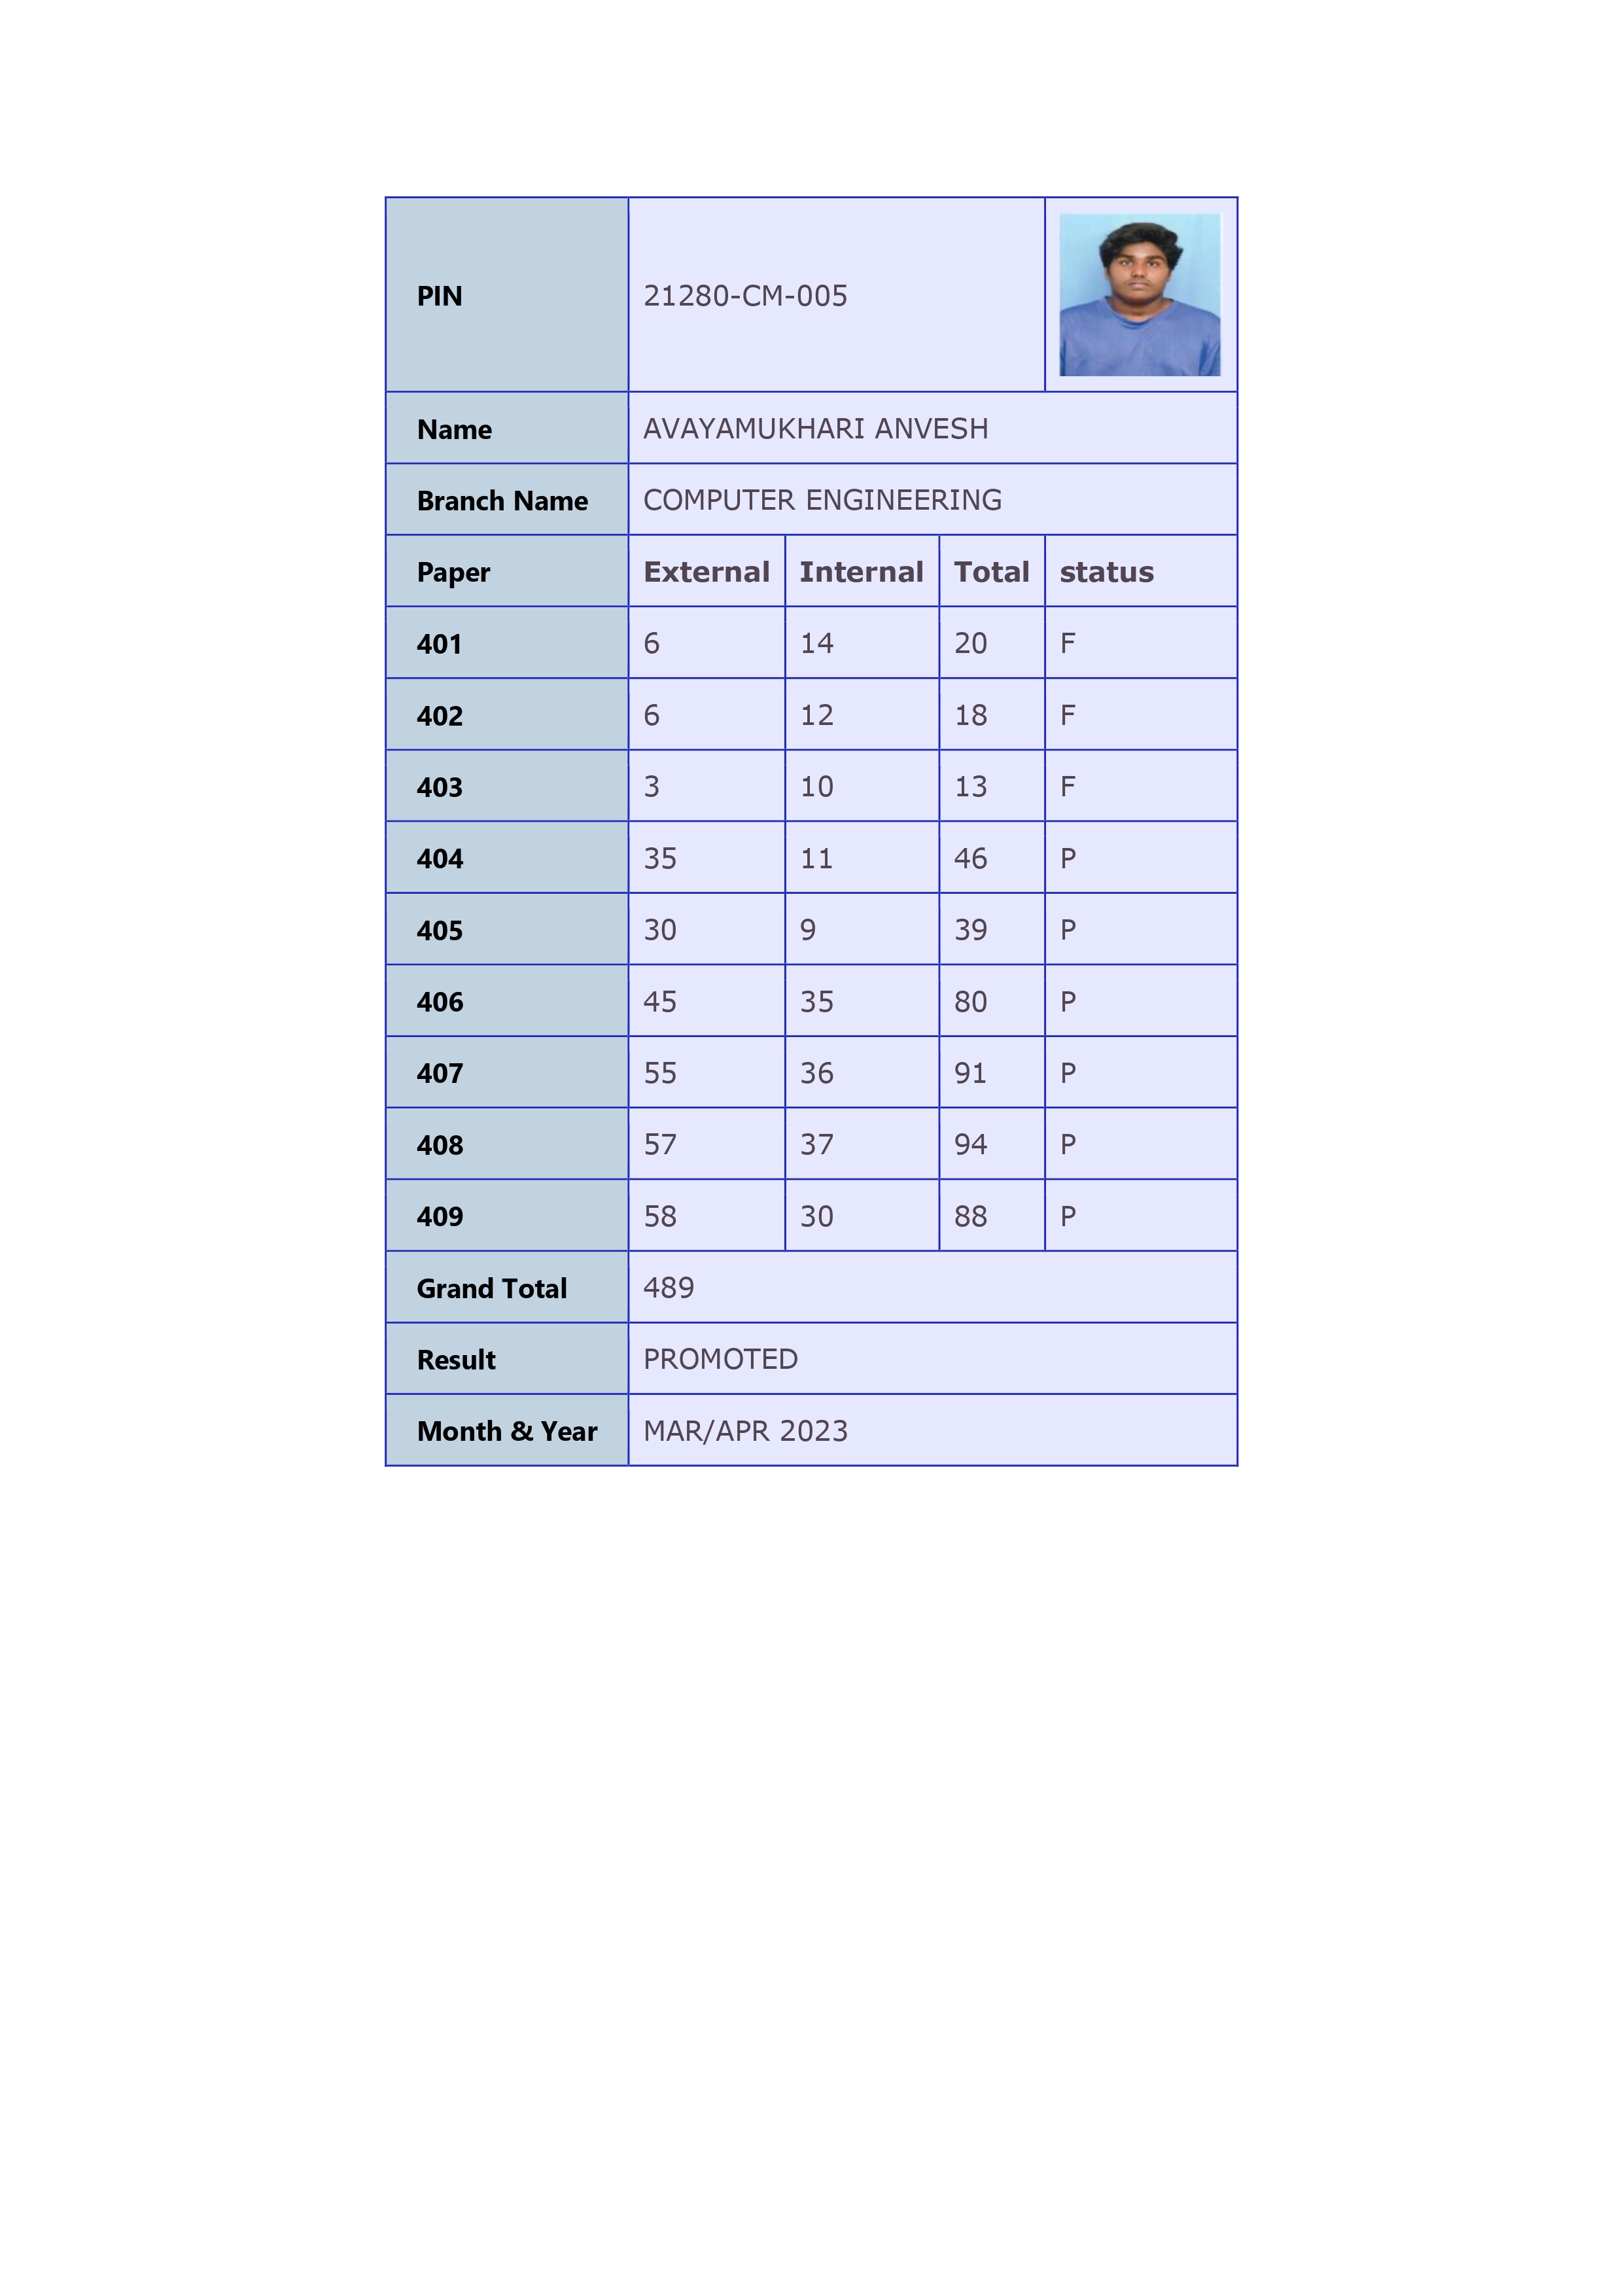 PIN 21280-CM-005
Name AVAYAMUKHARI ANVESH
Branch Name COMPUTER ENGINEERING
Paper External Internal Total status
401 6 14 20 F
402 6 12 18 F
403 3 10 13 F
404 35 11 46 P
405 30 9 39 P
406 45 35 80 P
407 55 36 91 P
408 57 37 94 P
409 58 30 88 P
Grand Total 489
Result PROMOTED
Month & Year MAR/APR 2023